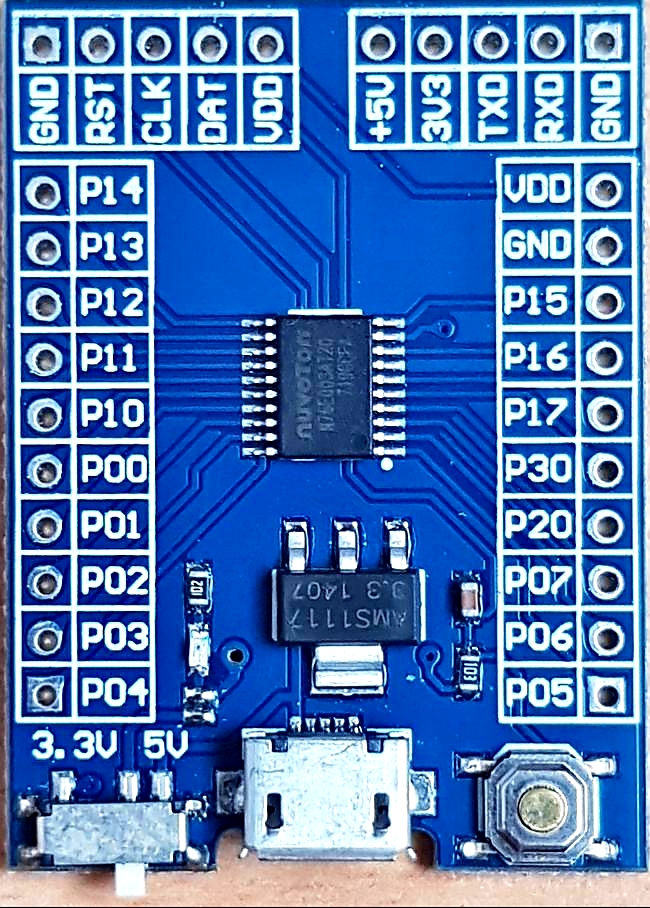 3.3V 5V
P04
P03
P02
P01
P00
P10
P11
P12
P13
P14
GND
RST
CLK
DAT
VDD
102
nuvoTon
N76E003AT20
AMS1117
3.3 1407
+5V
3V3
TXD
RXD
GND
103
P05
P06
P07
P20
P30
P17
P16
P15
GND
VDD